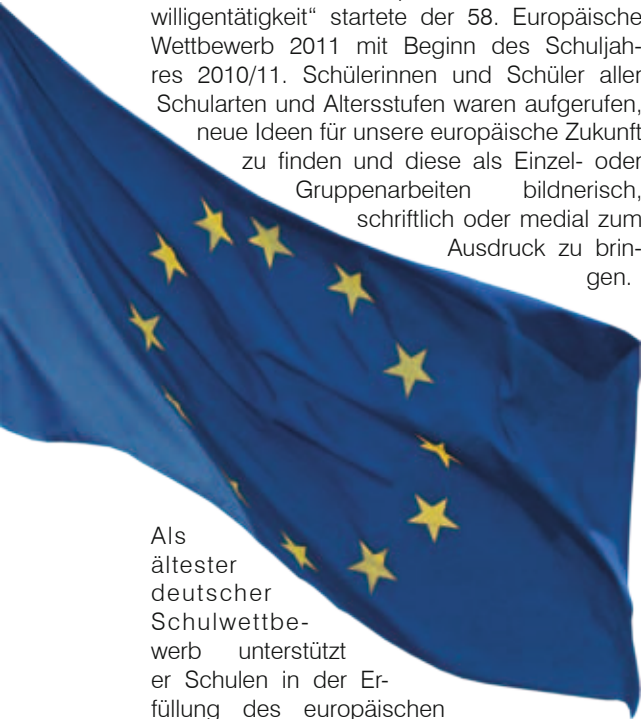 willigentätigkeit“ startete der 58. Europäische
Wettbewerb 2011 mit Beginn des Schuljah-
res 2010/11. Schülerinnen und Schüler aller
Schularten und Altersstufen waren aufgerufen,
neue Ideen für unsere europäische Zukunft
zu finden und diese als Einzel- oder
Gruppenarbeiten bildnerisch,
schriftlich oder medial zum
Ausdruck zu brin-
gen.
Als
ältester
deutscher
Schulwettbe-
werb unterstützt
er Schulen in der Er-
füllung des europäischen